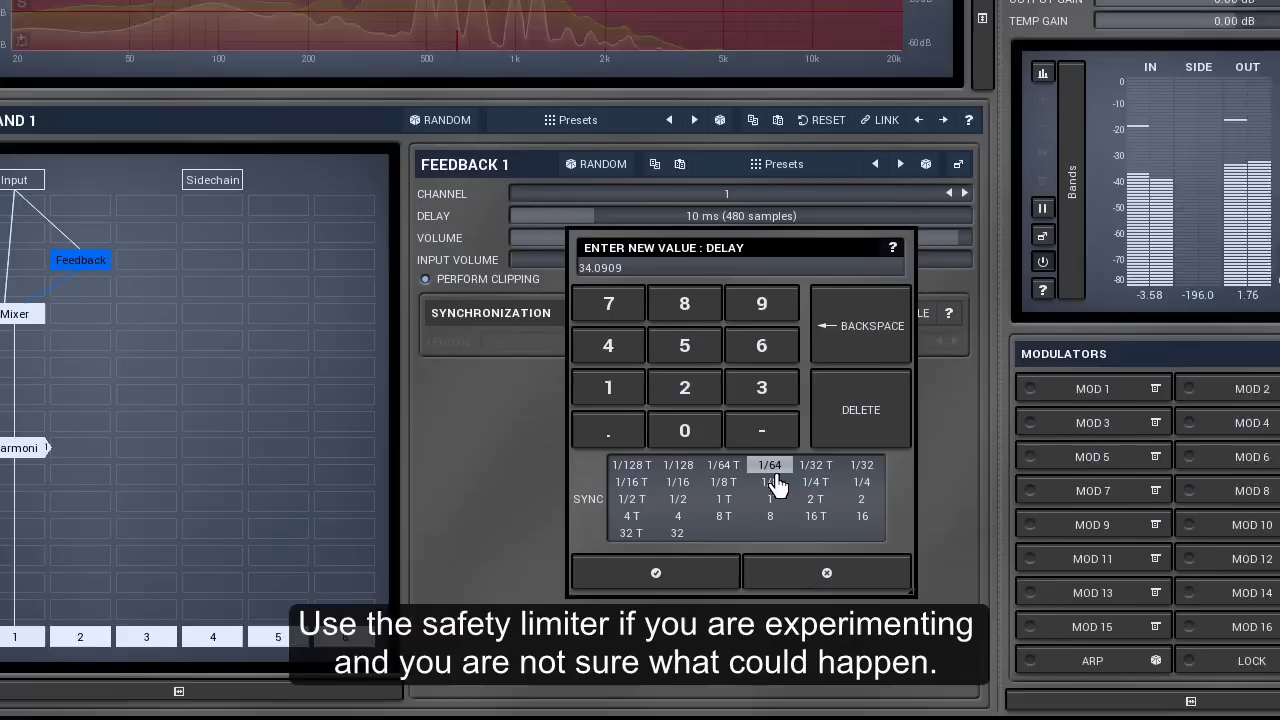 OUTPUT GAIN 0.00 dB
TEMP GAIN 0.00 dB
dB
S
dB
-60 dB
20 50 100 200 500 1k 2k 5k 10k 20k
IN SIDE OUT
0
-10
-20
-30
-40
-50
-60
-70
-80
-3.58 -196.0 1.76
Bands
?
AND 1
RANDOM
Presets
RESET
LINK
?
Input
Sidechain
Feedback
Mixer
armoni 1
1 2 3 4 5 6
FEEDBACK 1
RANDOM
Presets
CHANNEL 1
DELAY 10 ms (480 samples)
VOLUME
INPUT VOLUME
PERFORM CLIPPING
SYNCHRONIZATION
LE ?
LENGTH
ENTER NEW VALUE : DELAY ?
34.0909
7 8 9
BACKSPACE
4 5 6
1 2 3
DELETE
. 0 -
SYNC
1/128 T 1/128 1/64 T 1/64 1/32 T 1/32
1/16 T 1/16 1/8 T 1/4 T 1/4
1/2 T 1/2 1 T 1 2 T 2
4 T 4 8 T 8 16 T 16
32 T 32
MODULATORS
MOD 1 MOD 2
MOD 3 MOD 4
MOD 5 MOD 6
MOD 7 MOD 8
MOD 9 MOD 10
MOD 11 MOD 12
MOD 13 MOD 14
MOD 15 MOD 16
ARP LOCK
Use the safety limiter if you are experimenting
and you are not sure what could happen.